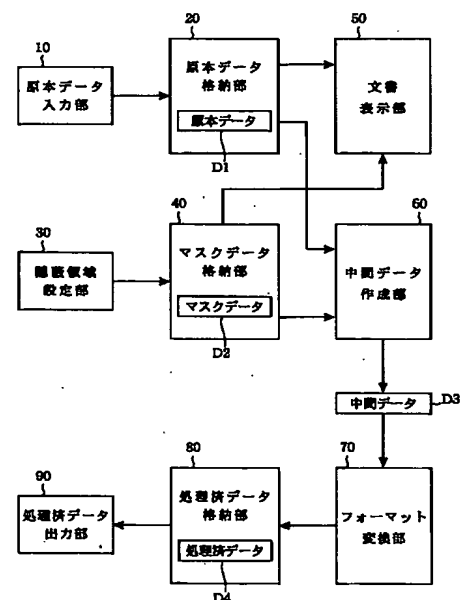 10
原本データ
入力部
20
原本データ
格納部
原本データ
D1
50
文書
表示部
30
隠蔽領域
設定部
40
マスクデータ
格納部
マスクデータ
D2
60
中間データ
作成部
中間データ
D3
90
処理済データ
出力部
80
処理済データ
格納部
処理済データ
D4
70
フォーマット
変換部